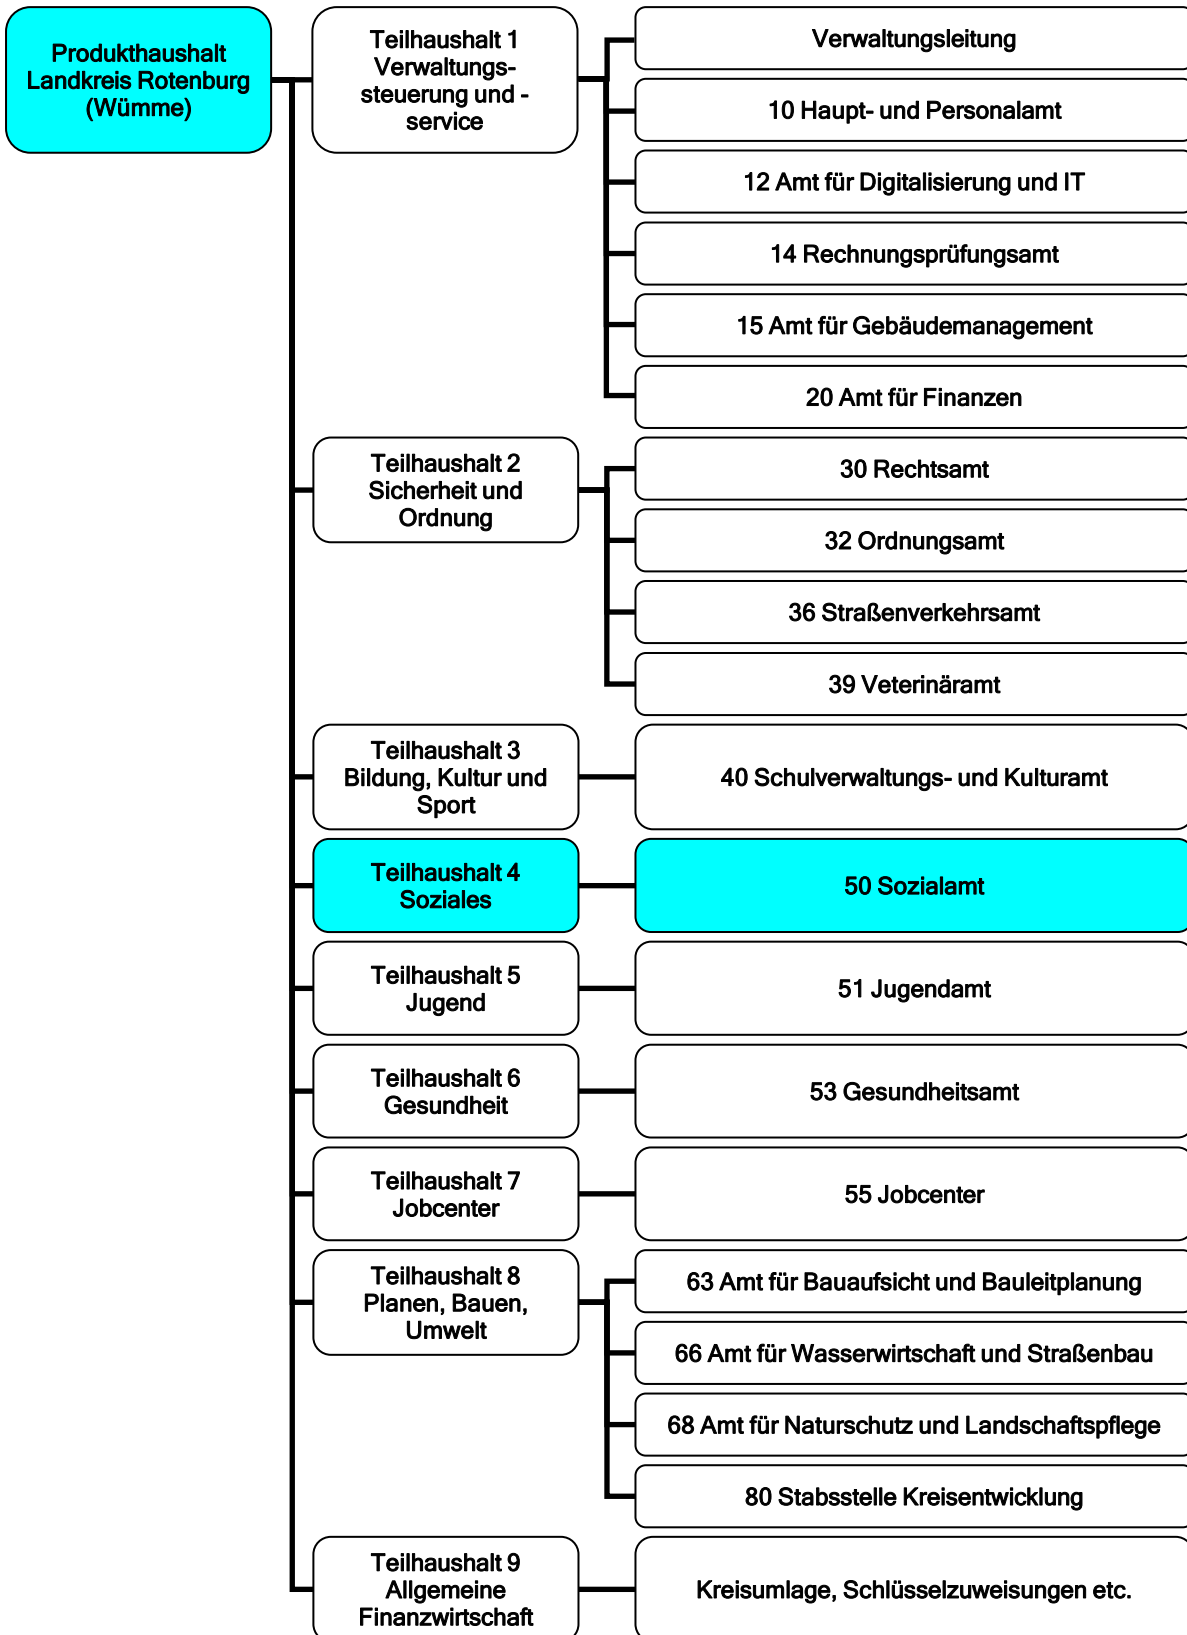 Produkthaushalt
Landkreis Rotenburg
(Wümme)
Teilhaushalt 1
Verwaltungs-
steuerung und -
service
Verwaltungsleitung
10 Haupt- und Personalamt
12 Amt für Digitalisierung und IT
14 Rechnungsprüfungsamt
15 Amt für Gebäudemanagement
20 Amt für Finanzen
Teilhaushalt 2
Sicherheit und
Ordnung
30 Rechtsamt
32 Ordnungsamt
36 Straßenverkehrsamt
39 Veterinäramt
Teilhaushalt 3
Bildung, Kultur und
Sport
40 Schulverwaltungs- und Kulturamt
Teilhaushalt 4
Soziales
50 Sozialamt
Teilhaushalt 5
Jugend
51 Jugendamt
Teilhaushalt 6
Gesundheit
53 Gesundheitsamt
Teilhaushalt 7
Jobcenter
55 Jobcenter
Teilhaushalt 8
Planen, Bauen,
Umwelt
63 Amt für Bauaufsicht und Bauleitplanung
66 Amt für Wasserwirtschaft und Straßenbau
68 Amt für Naturschutz und Landschaftspflege
80 Stabsstelle Kreisentwicklung
Teilhaushalt 9
Allgemeine
Finanzwirtschaft
Kreisumlage, Schlüsselzuweisungen etc.